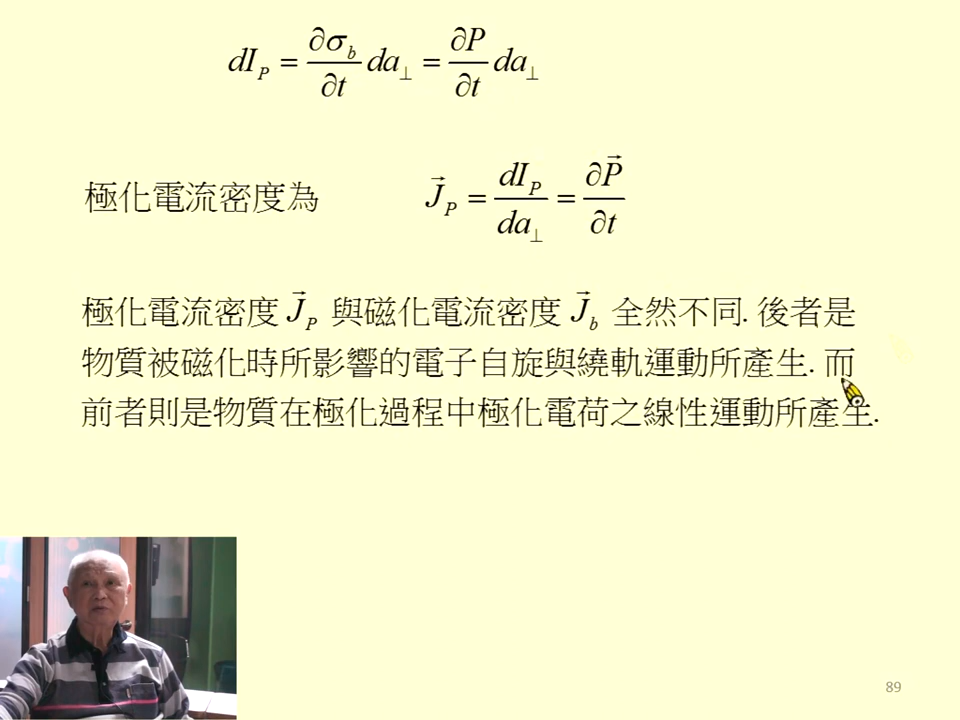 dI_P = ∂σ_b/∂t da_⊥ = ∂P/∂t da_⊥
極化電流密度為 J⃗_P = dI_P/da_⊥ = ∂P⃗/∂t
極化電流密度 J⃗_P 與磁化電流密度 J⃗_b 全然不同. 後者是
物質被磁化時所影響的電子自旋與繞軌運動所產生. 而
前者則是物質在極化過程中極化電荷之線性運動所產生.
89